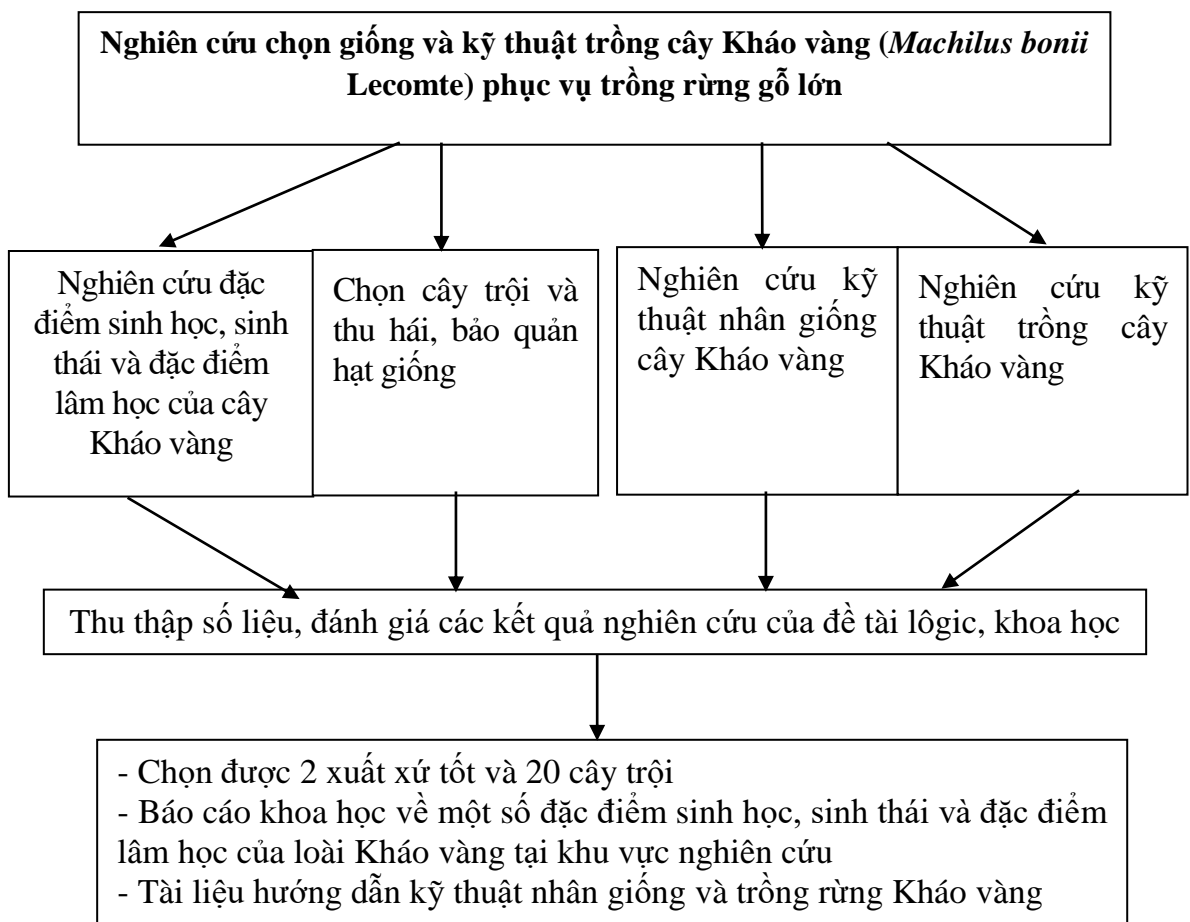 Nghiên cứu chọn giống và kỹ thuật trồng cây Kháo vàng (Machilus bonii
Lecomte) phục vụ trồng rừng gỗ lớn
Nghiên cứu đặc
điểm sinh học, sinh
thái và đặc điểm
lâm học của cây
Kháo vàng
Chọn cây trội và
thu hái, bảo quản
hạt giống
Nghiên cứu kỹ
thuật nhân giống
cây Kháo vàng
Nghiên cứu kỹ
thuật trồng cây
Kháo vàng
Thu thập số liệu, đánh giá các kết quả nghiên cứu của đề tài lôgic, khoa học
- Chọn được 2 xuất xứ tốt và 20 cây trội
- Báo cáo khoa học về một số đặc điểm sinh học, sinh thái và đặc điểm
lâm học của loài Kháo vàng tại khu vực nghiên cứu
- Tài liệu hướng dẫn kỹ thuật nhân giống và trồng rừng Kháo vàng